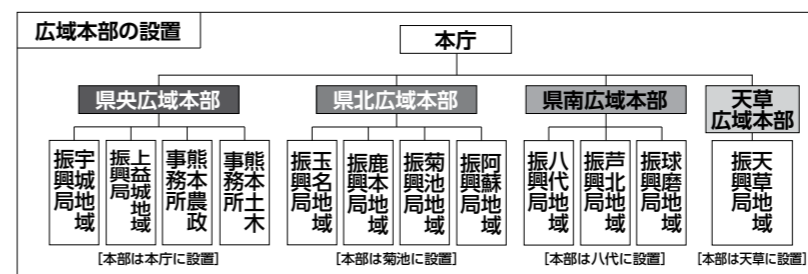 広域本部の設置
本庁
県央広域本部
宇城地域
振興局
上益城地域
振興局
熊本農政
事務所
熊本土木
事務所
[本部は本庁に設置]
県北広域本部
玉名地域
振興局
鹿本地域
振興局
菊池地域
振興局
阿蘇地域
振興局
[本部は菊池に設置]
県南広域本部
八代地域
振興局
芦北地域
振興局
球磨地域
振興局
[本部は八代に設置]
天草
広域本部
天草地域
振興局
[本部は天草に設置]